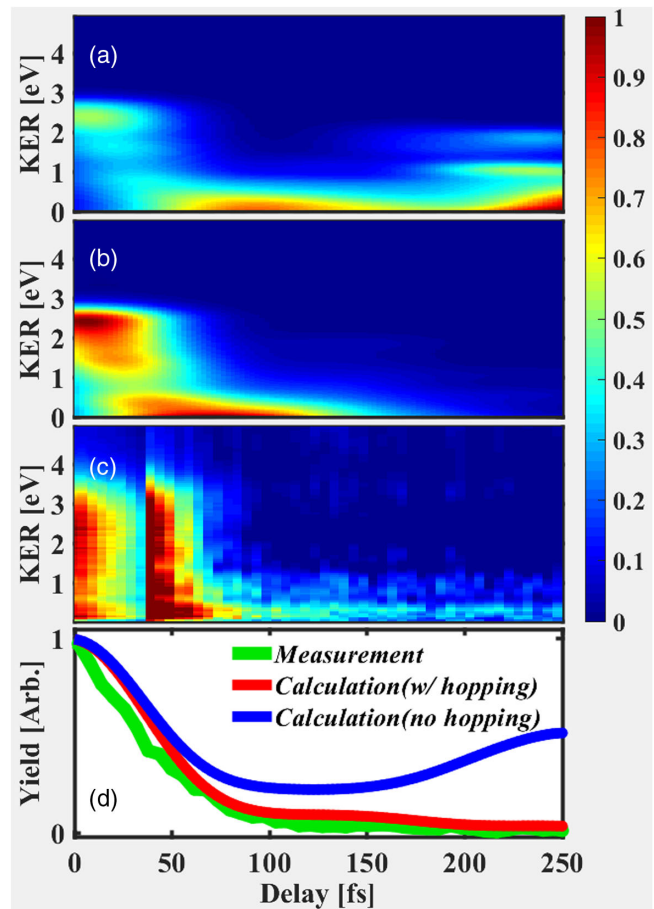 (a)
KER [eV]
4
3
2
1
0
(b)
KER [eV]
4
3
2
1
0
(c)
KER [eV]
4
3
2
1
1
0.9
0.8
0.7
0.6
0.5
0.4
0.3
0.2
0.1
0
Measurement
Calculation(w/ hopping)
Calculation(no hopping)
(d)
Yield [Arb.]
1
0
0 50 100 150 200 250
Delay [fs]